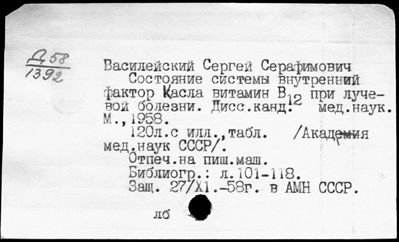 Д 58
1392
Василейский Сергей Серафимович
Состояние системы внутренний
фактор Касла витамин В12 при луче-
вой болезни. Дисс.канд. мед.наук.
М.,1958.
120л.с илл.,табл. /Академия
мед.наук СССР/.
Отпеч.на пиш.маш.
Библиогр.: л.101-118.
Защ. 27/X1.-58г. в АМН СССР.
лб